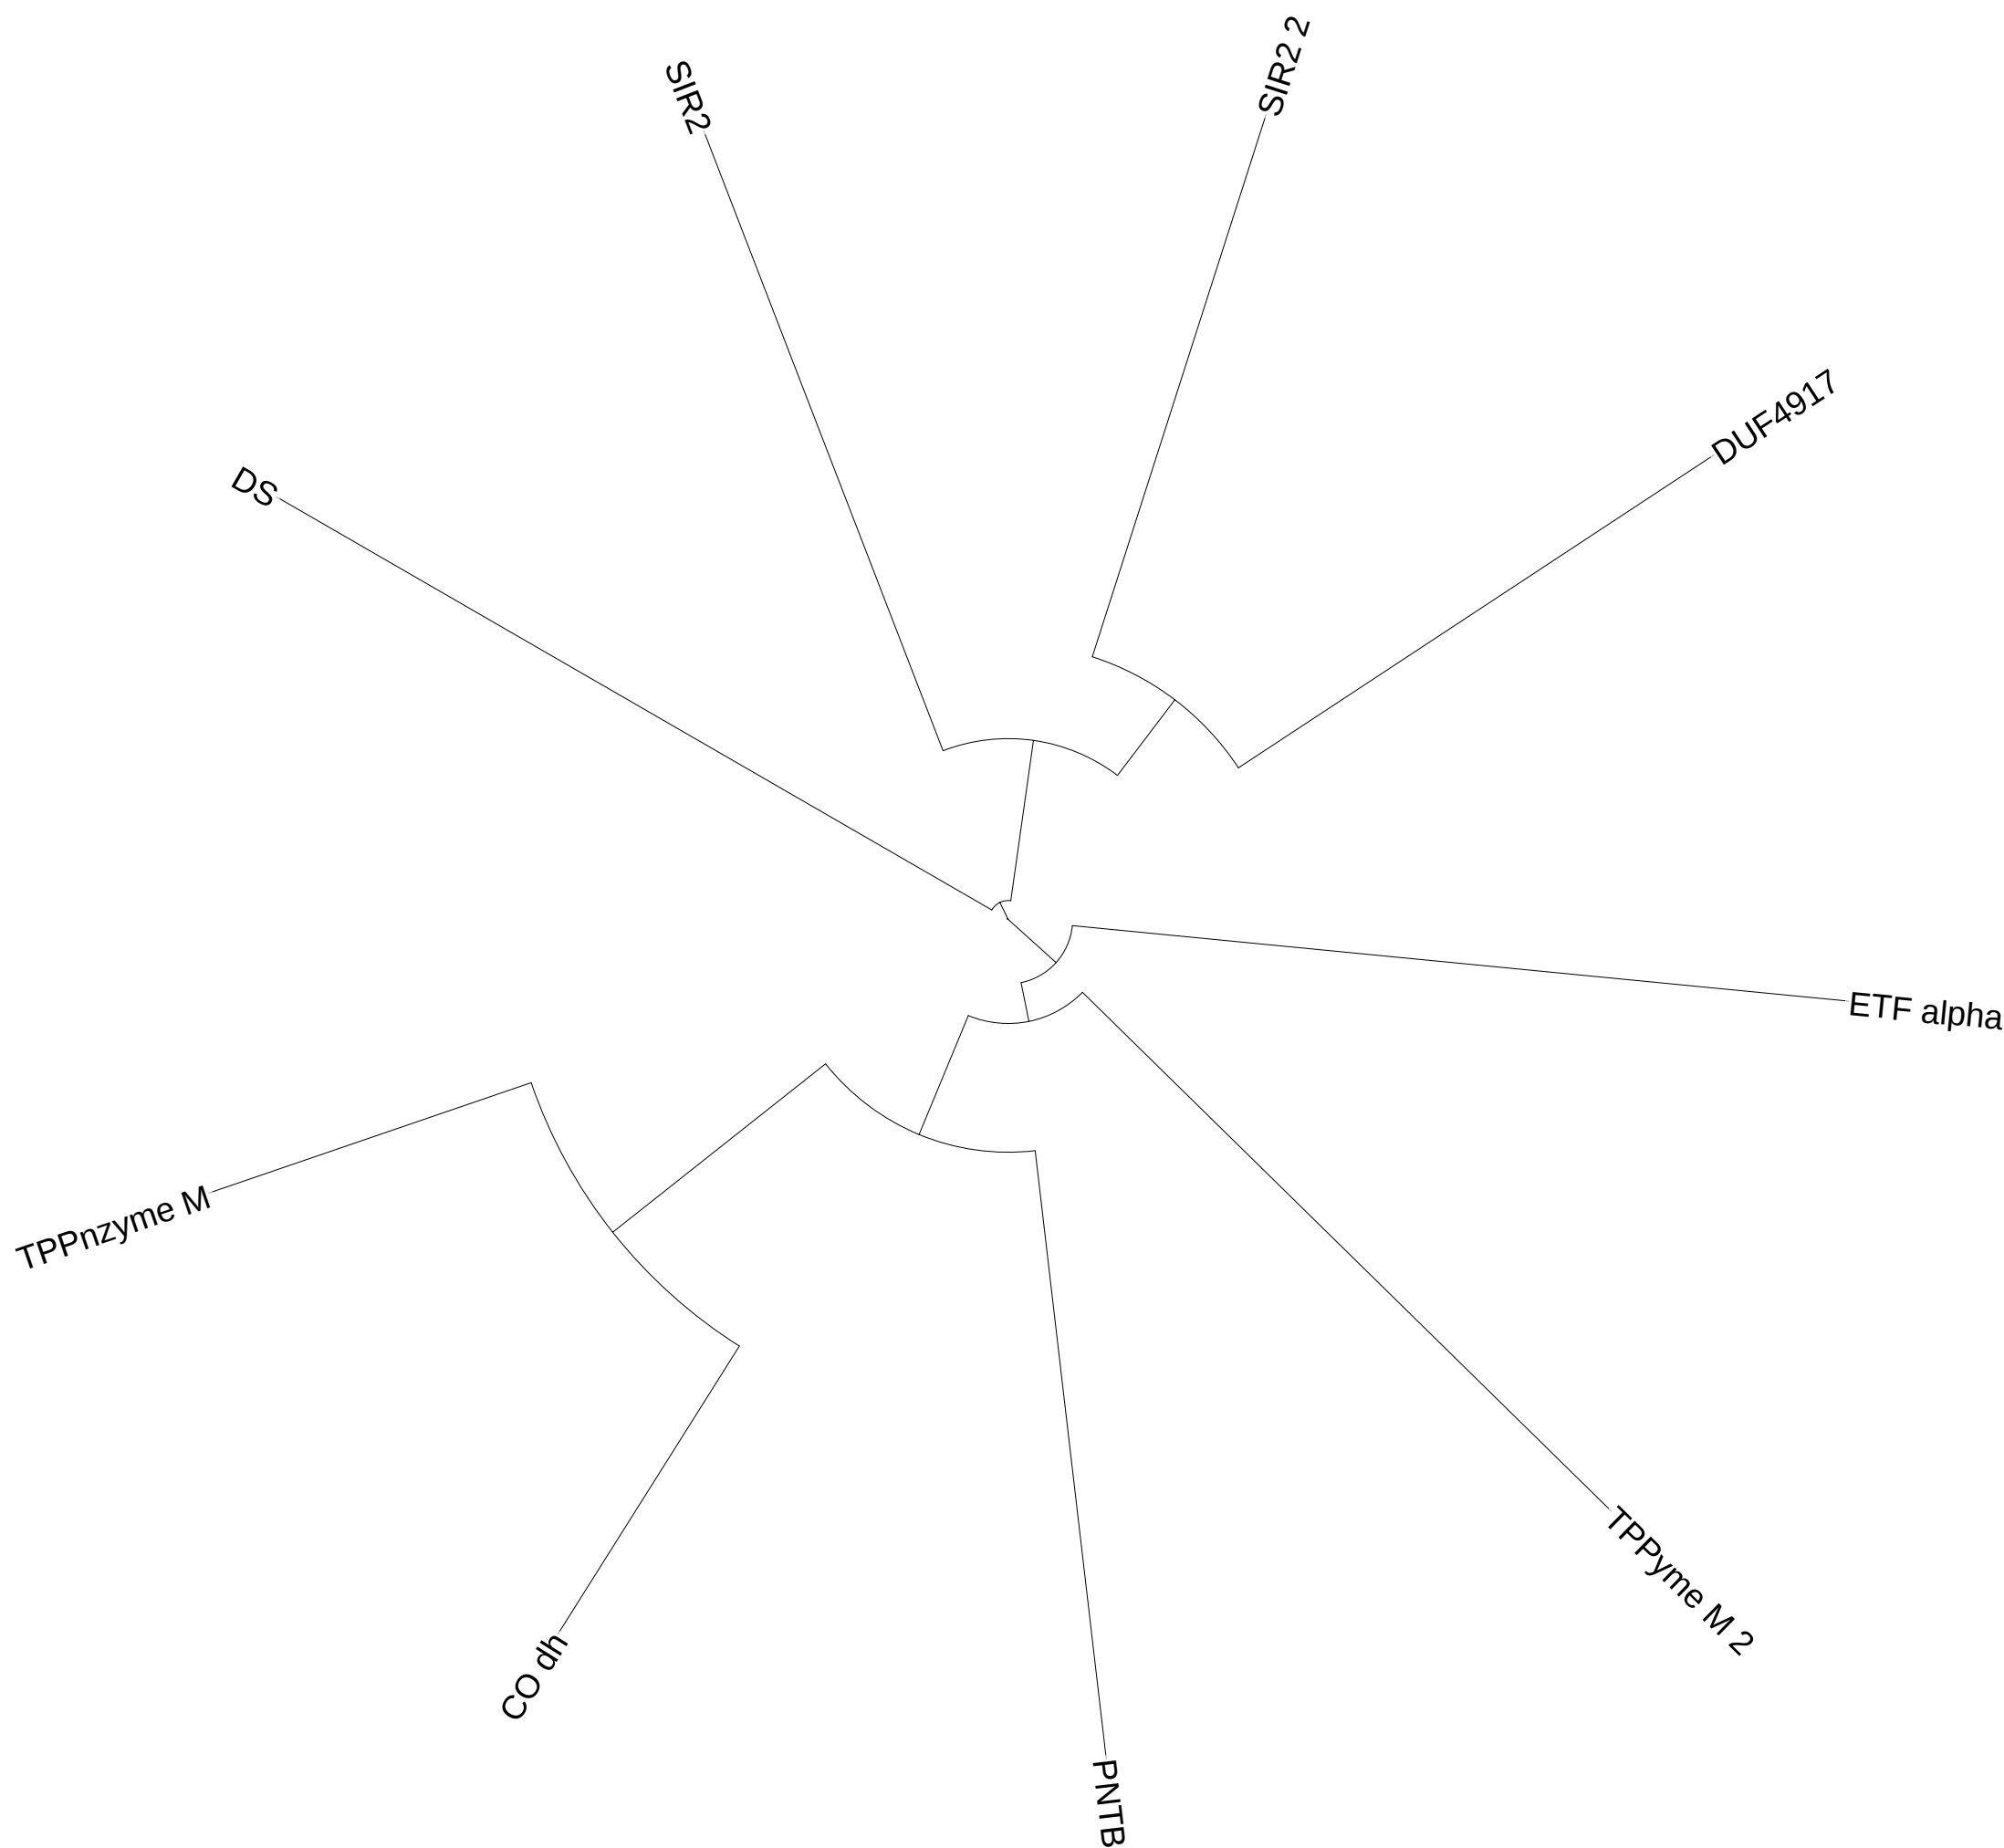 SIR2 2
SIR2
DUF4917
DS
ETF alpha
TPPnzyme M
TPPyme M 2
CO dh
PNTB